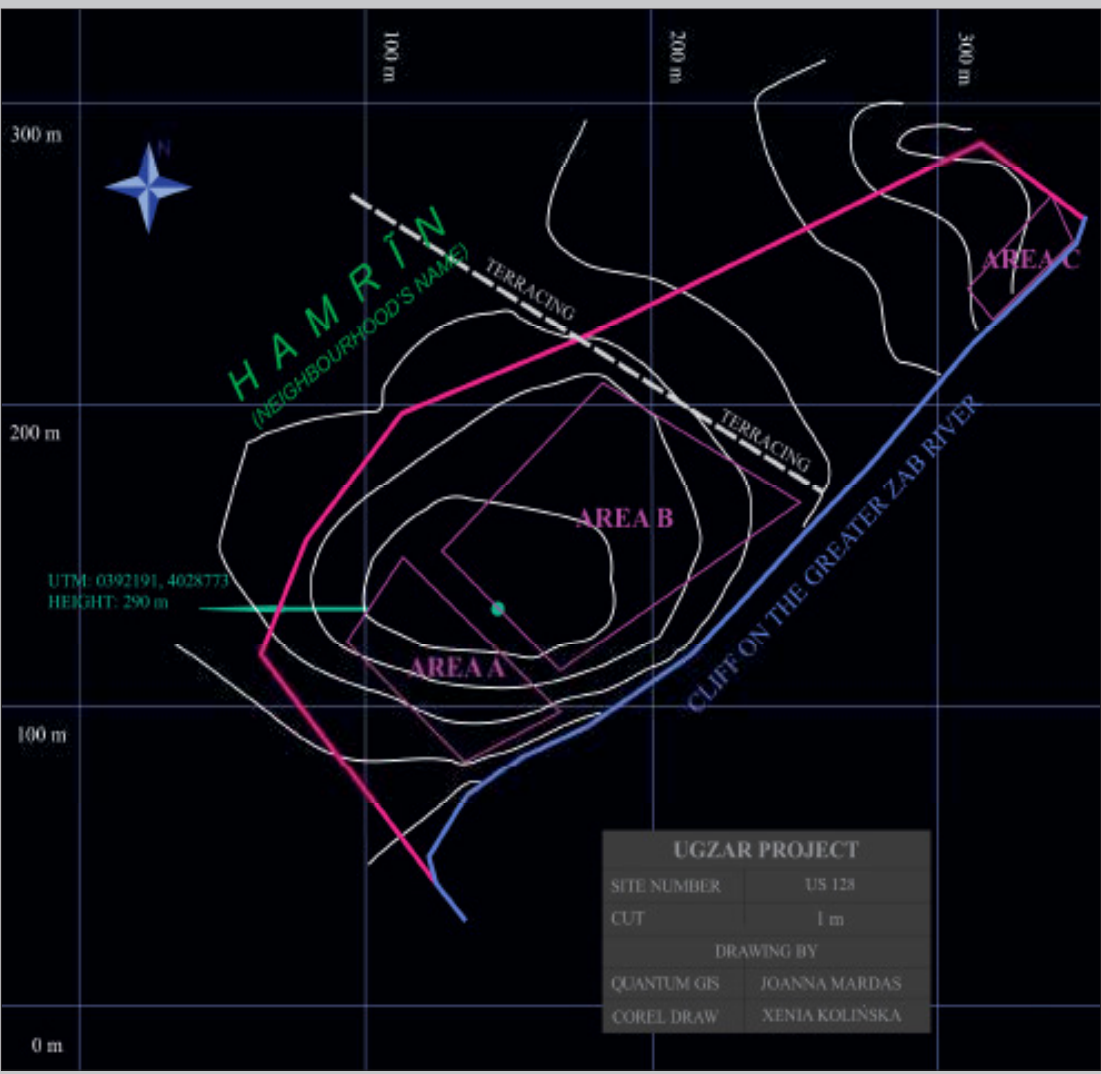 100 m
200 m
300 m
300 m
N
HAMRĨN
(NEIGHBOURHOOD'S NAME)
TERRACING
AREA C
200 m
TERRACING
AREA B
CLIFF ON THE GREATER ZAB RIVER
UTM: 0392191, 4028773
HEIGHT: 290 m
AREA A
100 m
UGZAR PROJECT
SITE NUMBER US 128
CUT 1 m
DRAWING BY
QUANTUM GIS JOANNA MARDAS
COREL DRAW XENIA KOLIŃSKA
0 m